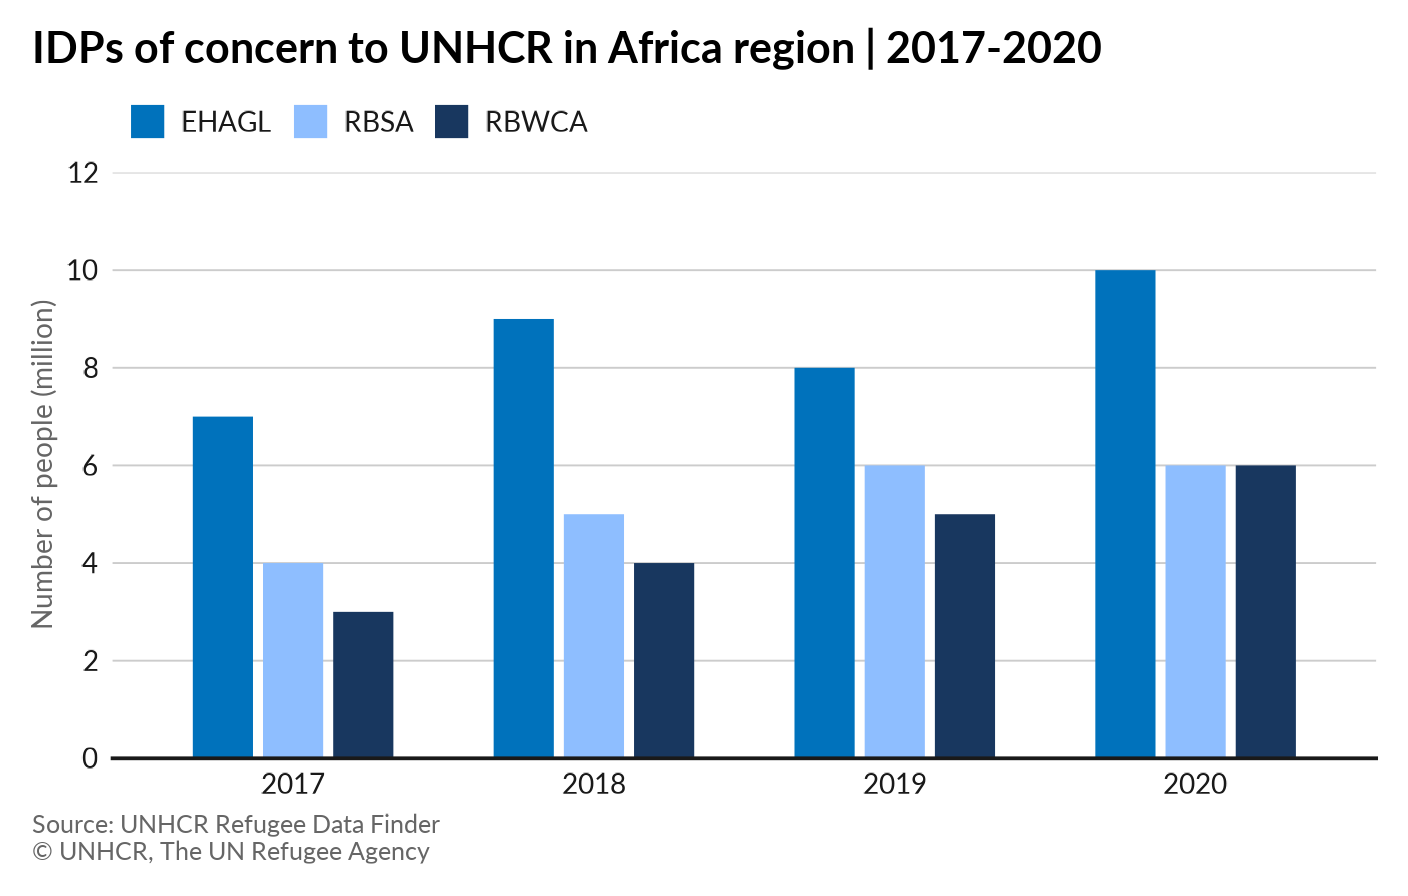 IDPs of concern to UNHCR in Africa region | 2017-2020
EHAGL RBSA RBWCA
Number of people (million)
12
10
8
6
4
2
0
2017 2018 2019 2020
Source: UNHCR Refugee Data Finder
© UNHCR, The UN Refugee Agency